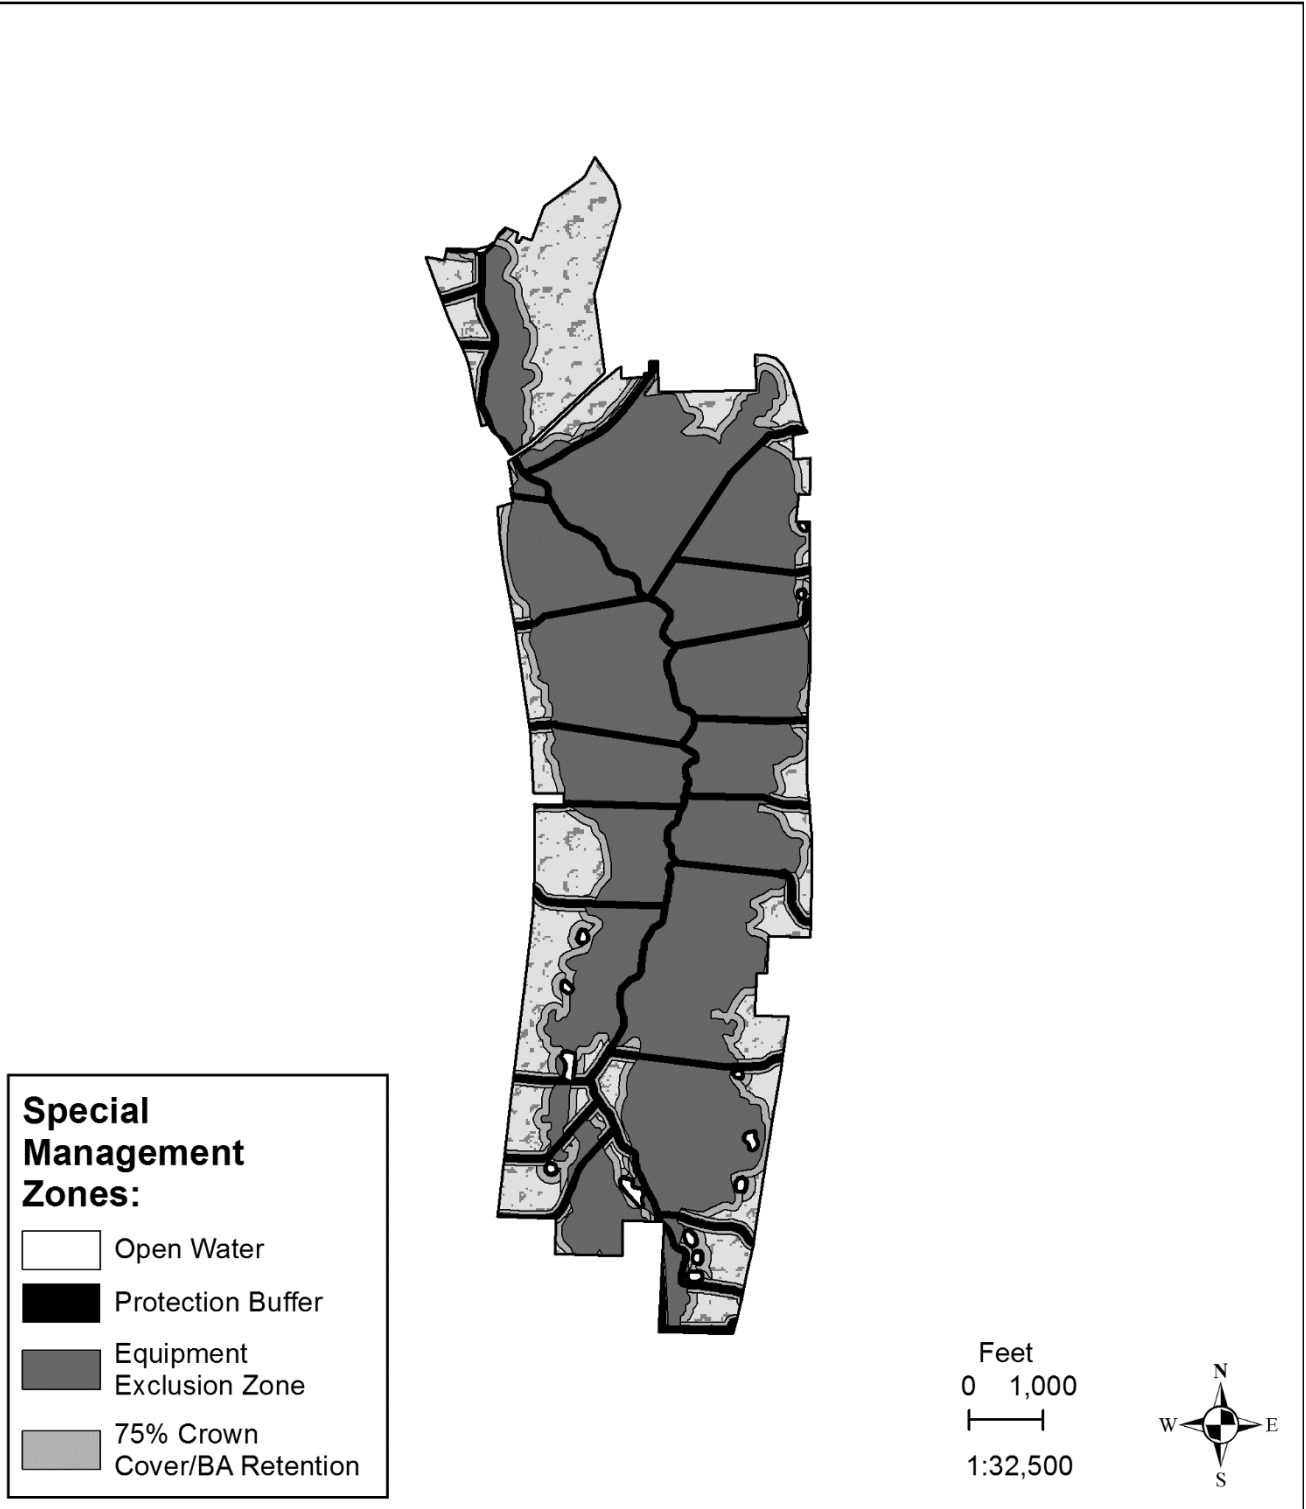 Special
Management
Zones:
Open Water
Protection Buffer
Equipment
Exclusion Zone
75% Crown
Cover/BA Retention
Feet
0 1,000
1:32,500
N
W E
S